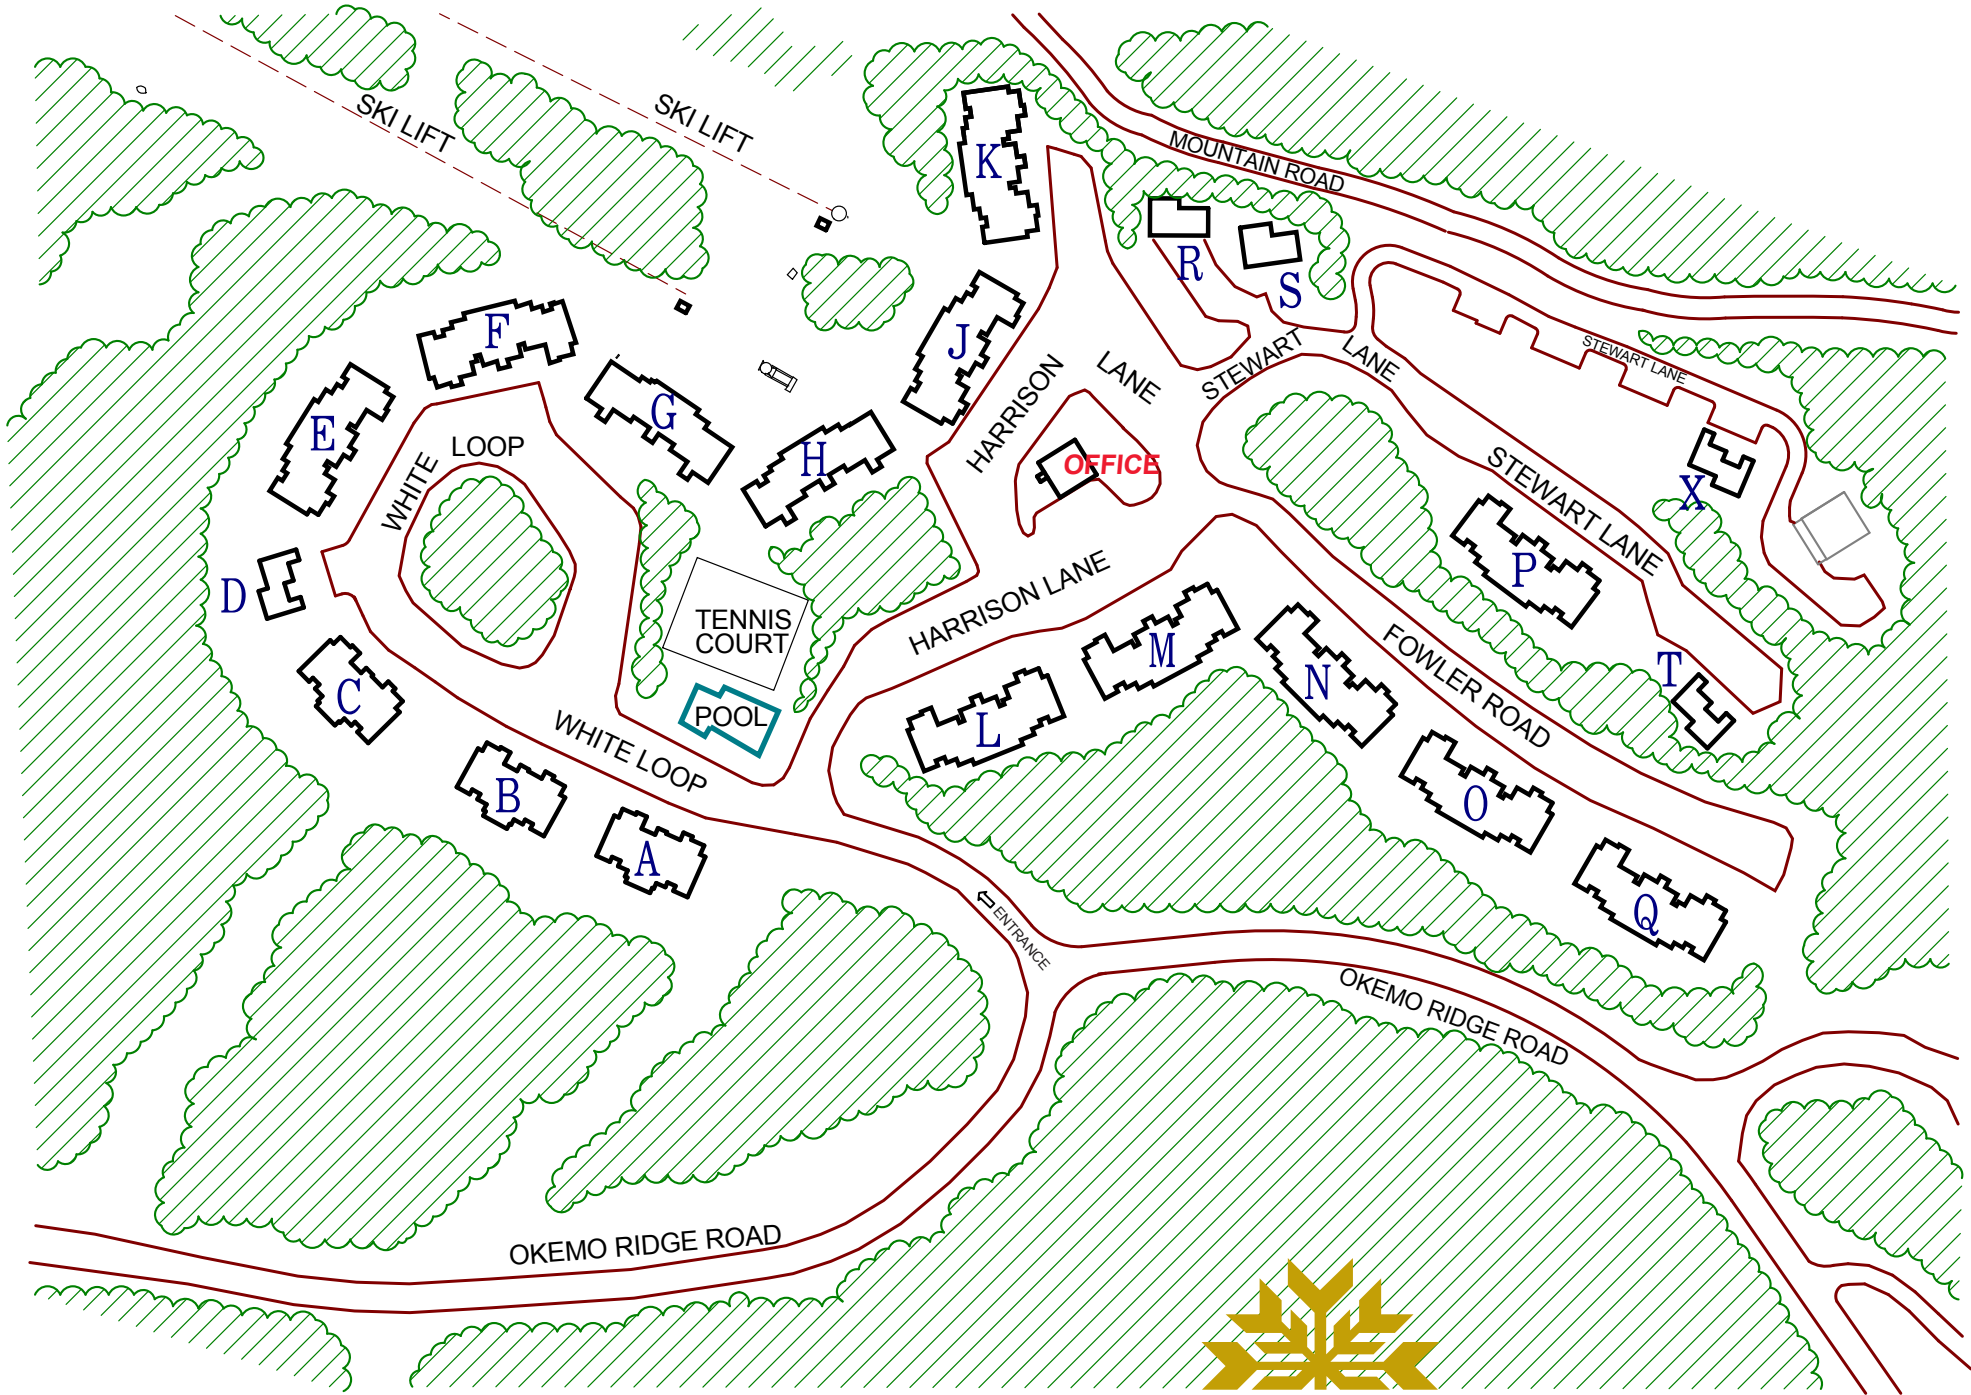 SKI LIFT
SKI LIFT
MOUNTAIN ROAD
K
R
S
F
J
STEWART
LANE
STEWART LANE
HARRISON
LANE
G
E
H
LOOP
WHITE
OFFICE
STEWART LANE
X
P
D
TENNIS
COURT
HARRISON LANE
M
N
FOWLER ROAD
T
C
POOL
L
WHITE LOOP
B
O
A
Q
ENTRANCE
OKEMO RIDGE ROAD
OKEMO RIDGE ROAD